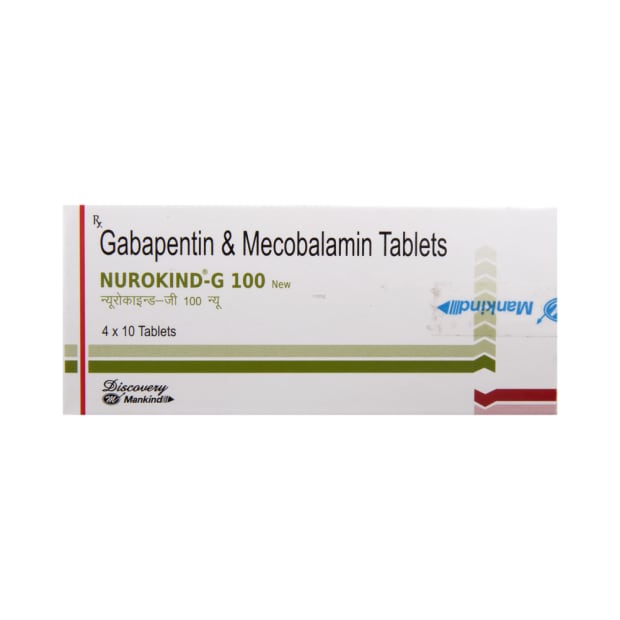 Rx
Gabapentin & Mecobalamin Tablets
NUROKIND®-G 100 New
न्यूरोकाइन्ड-जी 100 न्यू
4 x 10 Tablets
Mankind
Discovery
M Mankind